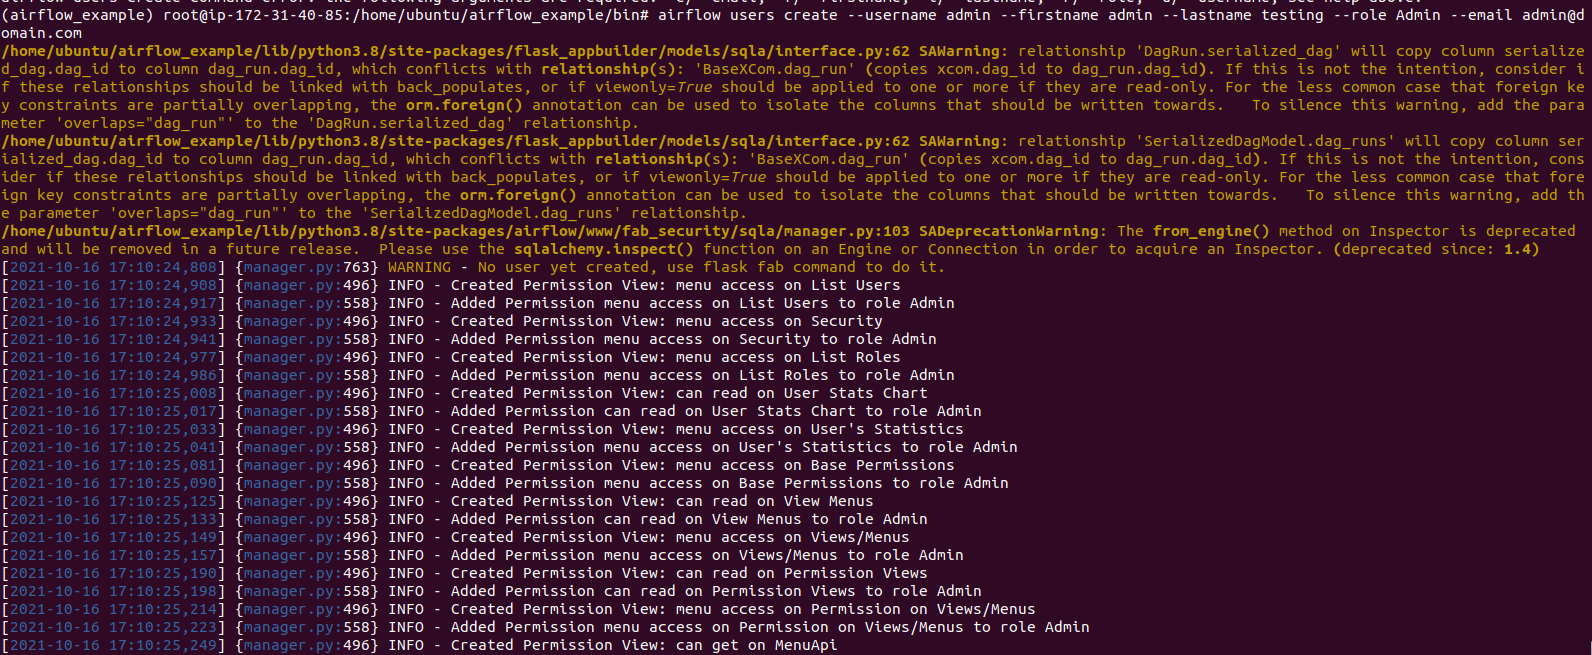 airflow users create command error: the following arguments are required: -e/--email, -f/--firstname, -l/--lastname, -r/--role, -u/--username, see help above.
(airflow_example) root@ip-172-31-40-85:/home/ubuntu/airflow_example/bin# airflow users create --username admin --firstname admin --lastname testing --role Admin --email admin@d
omain.com
/home/ubuntu/airflow_example/lib/python3.8/site-packages/flask_appbuilder/models/sqla/interface.py:62 SAWarning: relationship 'DagRun.serialized_dag' will copy column serialize
d_dag.dag_id to column dag_run.dag_id, which conflicts with relationship(s): 'BaseXCom.dag_run' (copies xcom.dag_id to dag_run.dag_id). If this is not the intention, consider i
f these relationships should be linked with back_populates, or if viewonly=True should be applied to one or more if they are read-only. For the less common case that foreign ke
y constraints are partially overlapping, the orm.foreign() annotation can be used to isolate the columns that should be written towards.   To silence this warning, add the para
meter 'overlaps="dag_run"' to the 'DagRun.serialized_dag' relationship.
/home/ubuntu/airflow_example/lib/python3.8/site-packages/flask_appbuilder/models/sqla/interface.py:62 SAWarning: relationship 'SerializedDagModel.dag_runs' will copy column ser
ialized_dag.dag_id to column dag_run.dag_id, which conflicts with relationship(s): 'BaseXCom.dag_run' (copies xcom.dag_id to dag_run.dag_id). If this is not the intention, cons
ider if these relationships should be linked with back_populates, or if viewonly=True should be applied to one or more if they are read-only. For the less common case that fore
ign key constraints are partially overlapping, the orm.foreign() annotation can be used to isolate the columns that should be written towards.   To silence this warning, add th
e parameter 'overlaps="dag_run"' to the 'SerializedDagModel.dag_runs' relationship.
/home/ubuntu/airflow_example/lib/python3.8/site-packages/airflow/www/fab_security/sqla/manager.py:103 SADeprecationWarning: The from_engine() method on Inspector is deprecated
and will be removed in a future release.  Please use the sqlalchemy.inspect() function on an Engine or Connection in order to acquire an Inspector. (deprecated since: 1.4)
[2021-10-16 17:10:24,808] {manager.py:763} WARNING - No user yet created, use flask fab command to do it.
[2021-10-16 17:10:24,908] {manager.py:496} INFO - Created Permission View: menu access on List Users
[2021-10-16 17:10:24,917] {manager.py:558} INFO - Added Permission menu access on List Users to role Admin
[2021-10-16 17:10:24,933] {manager.py:496} INFO - Created Permission View: menu access on Security
[2021-10-16 17:10:24,941] {manager.py:558} INFO - Added Permission menu access on Security to role Admin
[2021-10-16 17:10:24,977] {manager.py:496} INFO - Created Permission View: menu access on List Roles
[2021-10-16 17:10:24,986] {manager.py:558} INFO - Added Permission menu access on List Roles to role Admin
[2021-10-16 17:10:25,008] {manager.py:496} INFO - Created Permission View: can read on User Stats Chart
[2021-10-16 17:10:25,017] {manager.py:558} INFO - Added Permission can read on User Stats Chart to role Admin
[2021-10-16 17:10:25,033] {manager.py:496} INFO - Created Permission View: menu access on User's Statistics
[2021-10-16 17:10:25,041] {manager.py:558} INFO - Added Permission menu access on User's Statistics to role Admin
[2021-10-16 17:10:25,081] {manager.py:496} INFO - Created Permission View: menu access on Base Permissions
[2021-10-16 17:10:25,090] {manager.py:558} INFO - Added Permission menu access on Base Permissions to role Admin
[2021-10-16 17:10:25,125] {manager.py:496} INFO - Created Permission View: can read on View Menus
[2021-10-16 17:10:25,133] {manager.py:558} INFO - Added Permission can read on View Menus to role Admin
[2021-10-16 17:10:25,149] {manager.py:496} INFO - Created Permission View: menu access on Views/Menus
[2021-10-16 17:10:25,157] {manager.py:558} INFO - Added Permission menu access on Views/Menus to role Admin
[2021-10-16 17:10:25,190] {manager.py:496} INFO - Created Permission View: can read on Permission Views
[2021-10-16 17:10:25,198] {manager.py:558} INFO - Added Permission can read on Permission Views to role Admin
[2021-10-16 17:10:25,214] {manager.py:496} INFO - Created Permission View: menu access on Permission on Views/Menus
[2021-10-16 17:10:25,223] {manager.py:558} INFO - Added Permission menu access on Permission on Views/Menus to role Admin
[2021-10-16 17:10:25,249] {manager.py:496} INFO - Created Permission View: can get on MenuApi